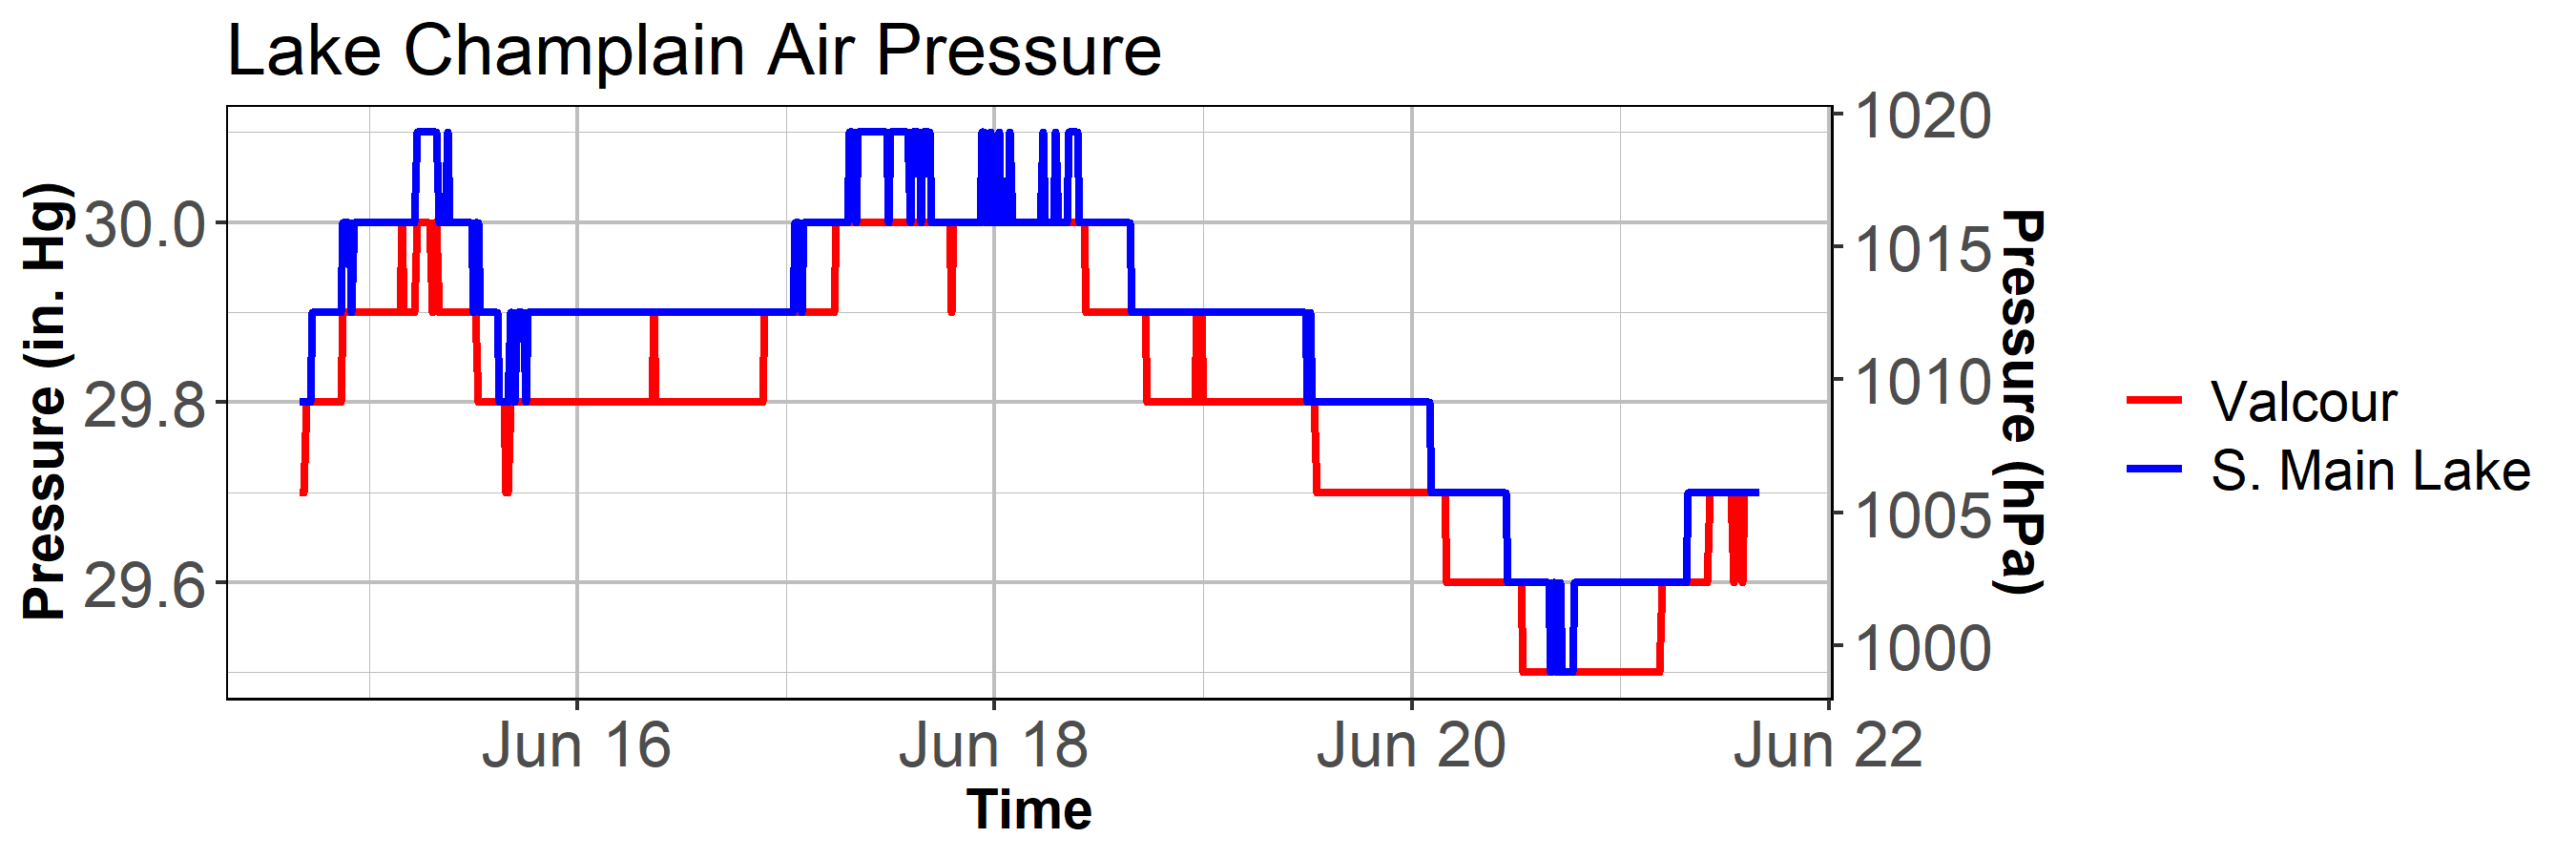 Lake Champlain Air Pressure
Pressure (in. Hg)
30.0
29.8
29.6
1020
1015
1010
1005
1000
Pressure (hPa)
Valcour
S. Main Lake
Jun 16
Jun 18
Jun 20
Jun 22
Time